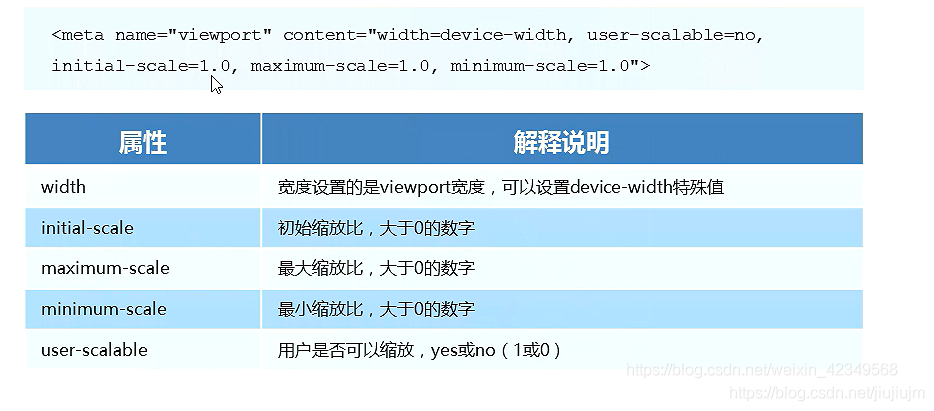 <meta name="viewport" content="width=device-width, user-scalable=no,
initial-scale=1.0, maximum-scale=1.0, minimum-scale=1.0">
属性 解释说明
width 宽度设置的是viewport宽度，可以设置device-width特殊值
initial-scale 初始缩放比，大于0的数字
maximum-scale 最大缩放比，大于0的数字
minimum-scale 最小缩放比，大于0的数字
user-scalable 用户是否可以缩放，yes或no（1或0）
https://blog.csdn.net/weixin_42349568
https://blog.csdn.net/jiujiujm